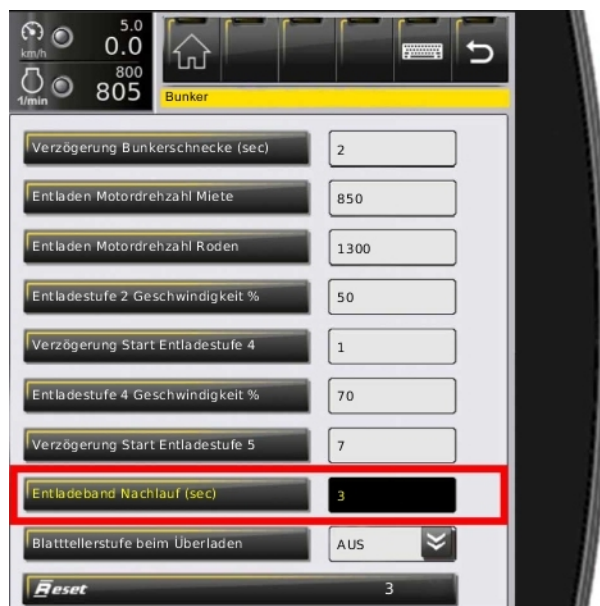 km/h
5.0
0.0
1/min
800
805
Bunker
Verzögerung Bunkerschnecke (sec) 2
Entladen Motordrehzahl Miete 850
Entladen Motordrehzahl Roden 1300
Entladestufe 2 Geschwindigkeit % 50
Verzögerung Start Entladestufe 4 1
Entladestufe 4 Geschwindigkeit % 70
Verzögerung Start Entladestufe 5 7
Entladeband Nachlauf (sec) 3
Blatttellerstufe beim Überladen AUS
Reset 3